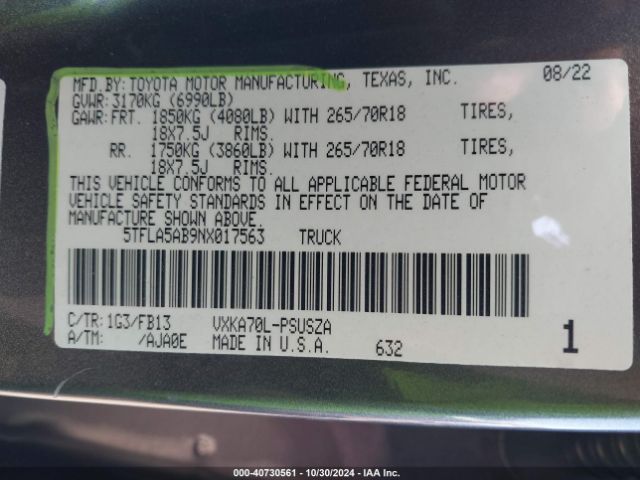 MFD. BY: TOYOTA MOTOR MANUFACTURING, TEXAS, INC. 08/22
GVWR: 3170KG (6990LB)
GAWR: FRT. 1850KG (4080LB) WITH 265/70R18 TIRES,
18X7.5J RIMS.
RR. 1750KG (3860LB) WITH 265/70R18 TIRES,
18X7.5J RIMS.
THIS VEHICLE CONFORMS TO ALL APPLICABLE FEDERAL MOTOR
VEHICLE SAFETY STANDARDS IN EFFECT ON THE DATE OF
MANUFACTURE SHOWN ABOVE.
5TFLA5AB9NX017563 TRUCK
C/TR: 1G3/FB13 VXKA70L-PSUSZA
A/TM: /AJA0E MADE IN U.S.A. 632 1
000-40730561 - 10/30/2024 - IAA Inc.